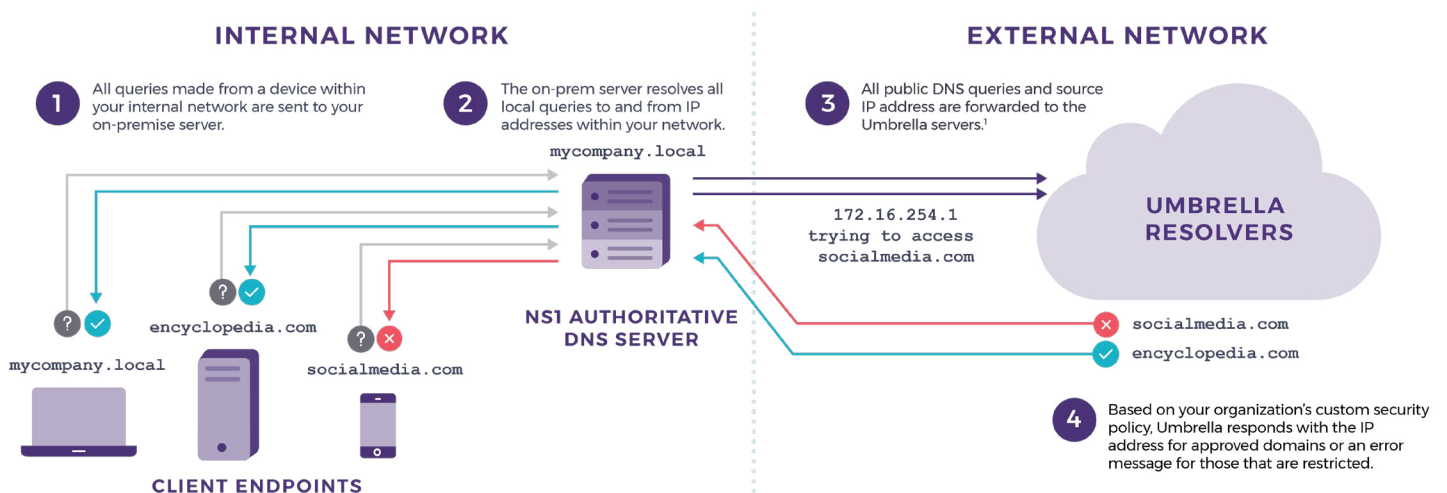 INTERNAL NETWORK
EXTERNAL NETWORK
1
All queries made from a device within
your internal network are sent to your
on-premise server.
2
The on-prem server resolves all
local queries to and from IP
addresses within your network.
3
All public DNS queries and source
IP address are forwarded to the
Umbrella servers.¹
mycompany.local
172.16.254.1
trying to access
socialmedia.com
UMBRELLA
RESOLVERS
?
encyclopedia.com
?
mycompany.local
?
socialmedia.com
NS1 AUTHORITATIVE
DNS SERVER
socialmedia.com
encyclopedia.com
4
Based on your organization’s custom security
policy, Umbrella responds with the IP
address for approved domains or an error
message for those that are restricted.
CLIENT ENDPOINTS